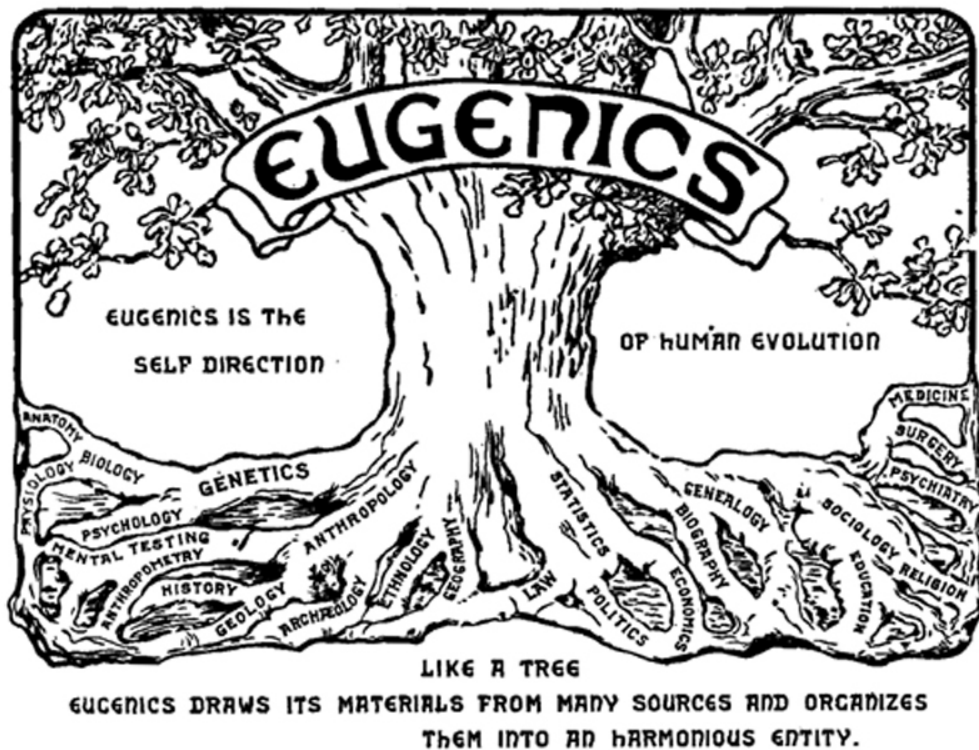 EUGENICS
EUGENICS IS THE
SELF DIRECTION
OF HUMAN EVOLUTION
ANATOMY
PHYSIOLOGY
BIOLOGY
GENETICS
PSYCHOLOGY
MENTAL TESTING
ANTHROPOMETRY
HISTORY
ANTHROPOLOGY
GEOLOGY
ARCHÆOLOGY
ETHNOLOGY
GEOGRAPHY
LAW
STATISTICS
POLITICS
ECONOMICS
BIOGRAPHY
GENEALOGY
EDUCATION
SOCIOLOGY
RELIGION
PSYCHIATRY
SURGERY
MEDICINE
LIKE A TREE
EUGENICS DRAWS ITS MATERIALS FROM MANY SOURCES AND ORGANIZES
THEM INTO AN HARMONIOUS ENTITY.